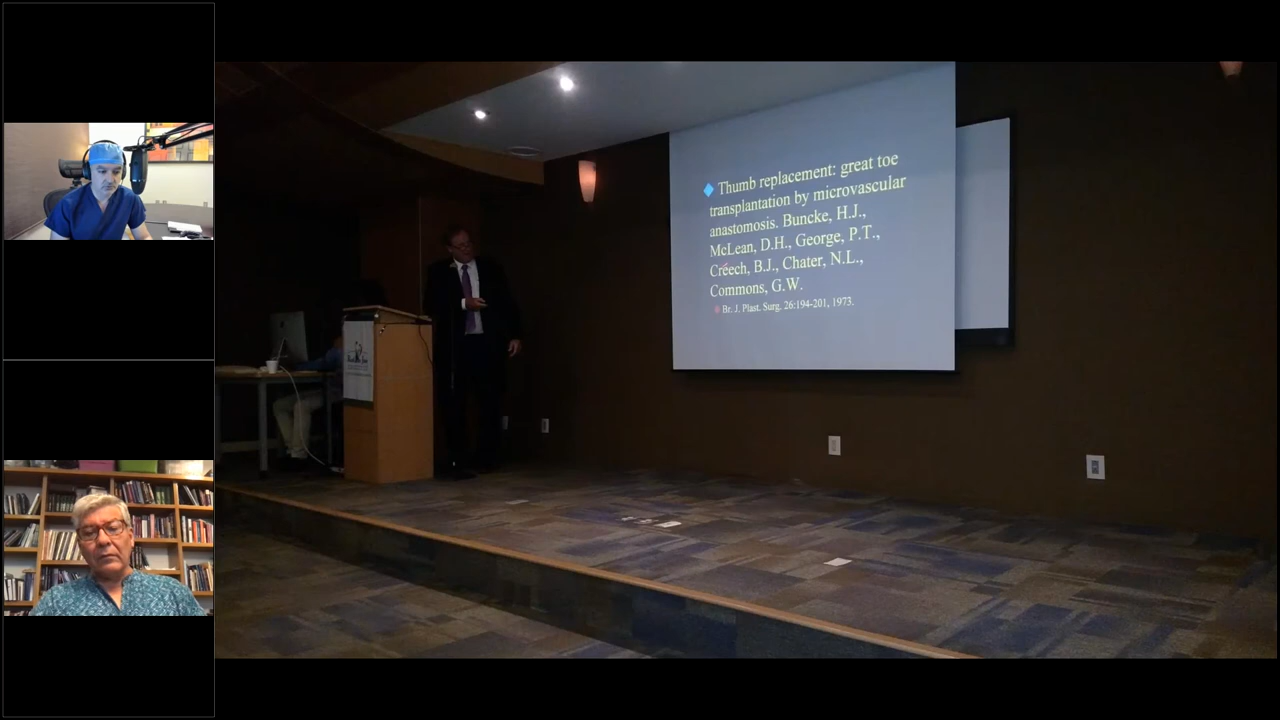 Thumb replacement: great toe
transplantation by microvascular
anastomosis. Buncke, H.J.,
McLean, D.H., George, P.T.,
Creech, B.J., Chater, N.L.,
Commons, G.W.
Br. J. Plast. Surg. 26:194-201, 1973.